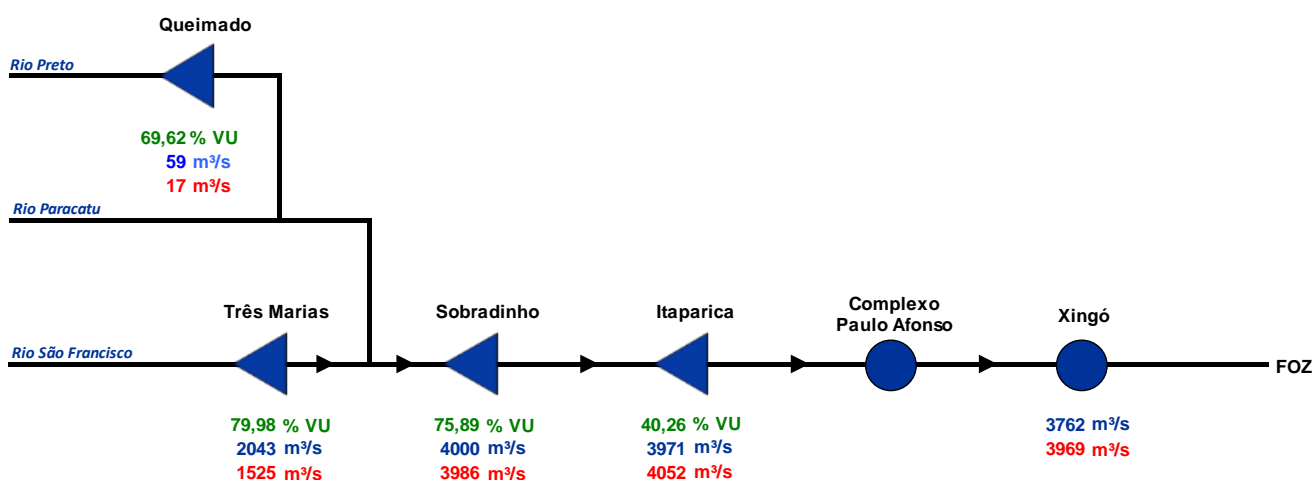 Queimado
Rio Preto
69,62 % VU
59 m³/s
17 m³/s
Rio Paracatu
Três Marias
Sobradinho
Itaparica
Complexo
Paulo Afonso
Xingó
Rio São Francisco
FOZ
79,98 % VU
2043 m³/s
1525 m³/s
75,89 % VU
4000 m³/s
3986 m³/s
40,26 % VU
3971 m³/s
4052 m³/s
3762 m³/s
3969 m³/s